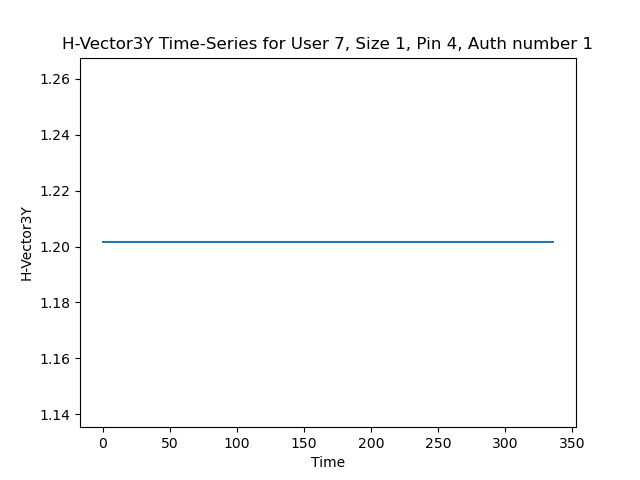 H-Vector3Y Time-Series for User 7, Size 1, Pin 4, Auth number 1
1.26
1.24
1.22
1.20
1.18
1.16
1.14
H-Vector3Y
0 50 100 150 200 250 300 350
Time